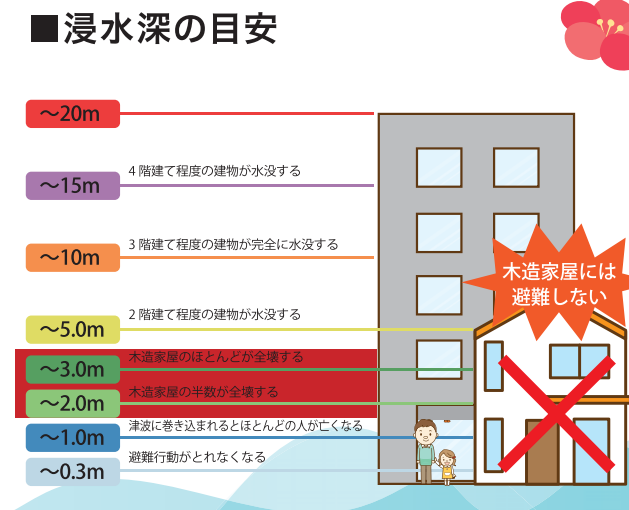 ■浸水深の目安
～20m
～15m
4階建て程度の建物が水没する
～10m
3階建て程度の建物が完全に水没する
木造家屋には
避難しない
～5.0m
2階建て程度の建物が水没する
～3.0m
木造家屋のほとんどが全壊する
～2.0m
木造家屋の半数が全壊する
～1.0m
津波に巻き込まれるとほとんどの人が亡くなる
～0.3m
避難行動がとれなくなる